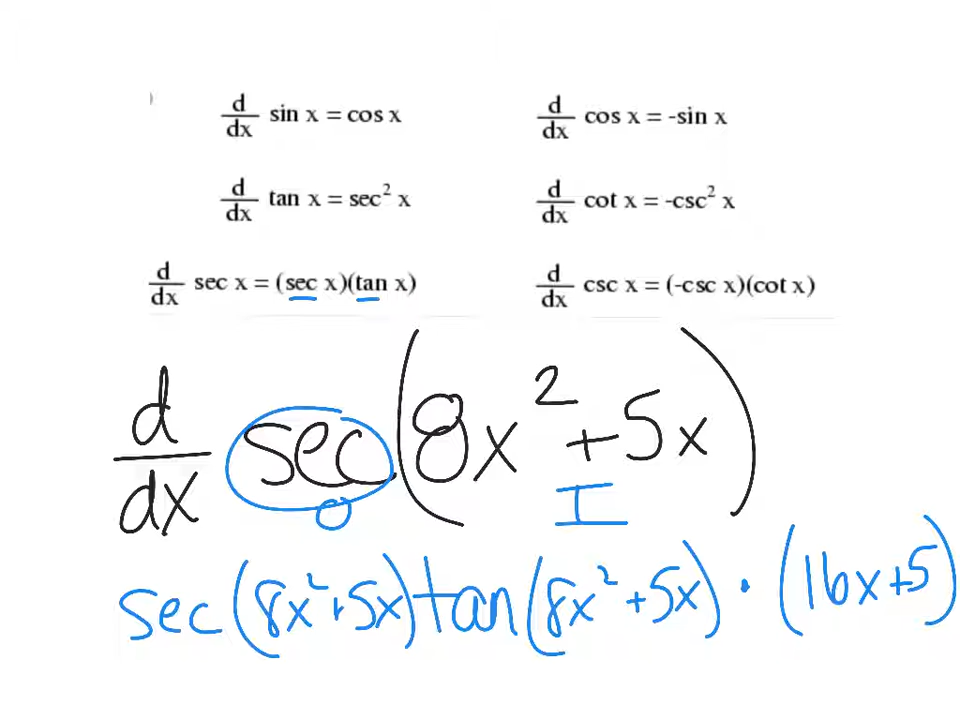 d/dx sin x = cos x    d/dx cos x = -sin x
d/dx tan x = sec² x    d/dx cot x = -csc² x
d/dx sec x = (sec x)(tan x)    d/dx csc x = (-csc x)(cot x)
d/dx sec(8x²+5x)
O    I
sec(8x²+5x)tan(8x²+5x)·(16x+5)